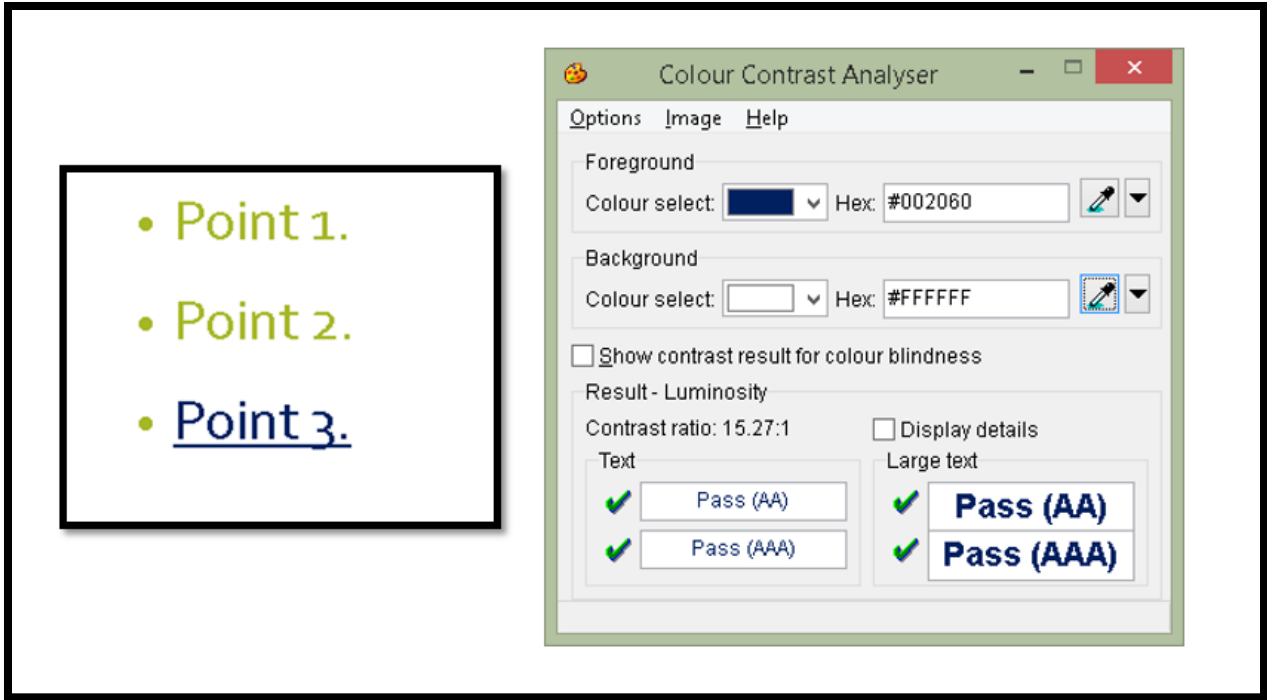 • Point 1.
• Point 2.
• Point 3.
Colour Contrast Analyser
Options Image Help
Foreground
Colour select: Hex: #002060
Background
Colour select: Hex: #FFFFFF
Show contrast result for colour blindness
Result - Luminosity
Contrast ratio: 15.27:1 Display details
Text Large text
Pass (AA) Pass (AA)
Pass (AAA) Pass (AAA)